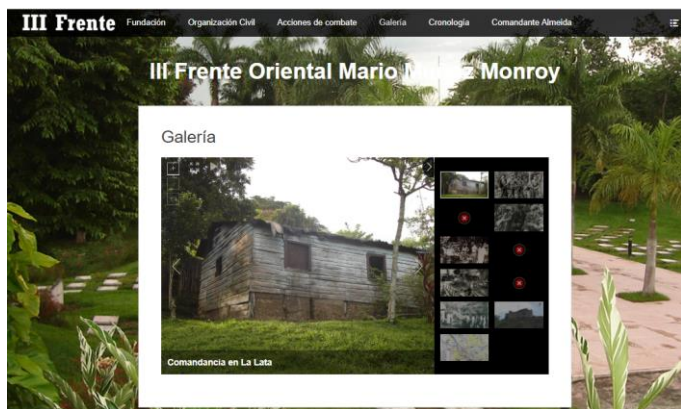 III Frente
Fundación
Organización Civil
Acciones de combate
Galería
Cronología
Comandante Almeida
III Frente Oriental Mario Monroy
Galería
Comandancia en La Lata